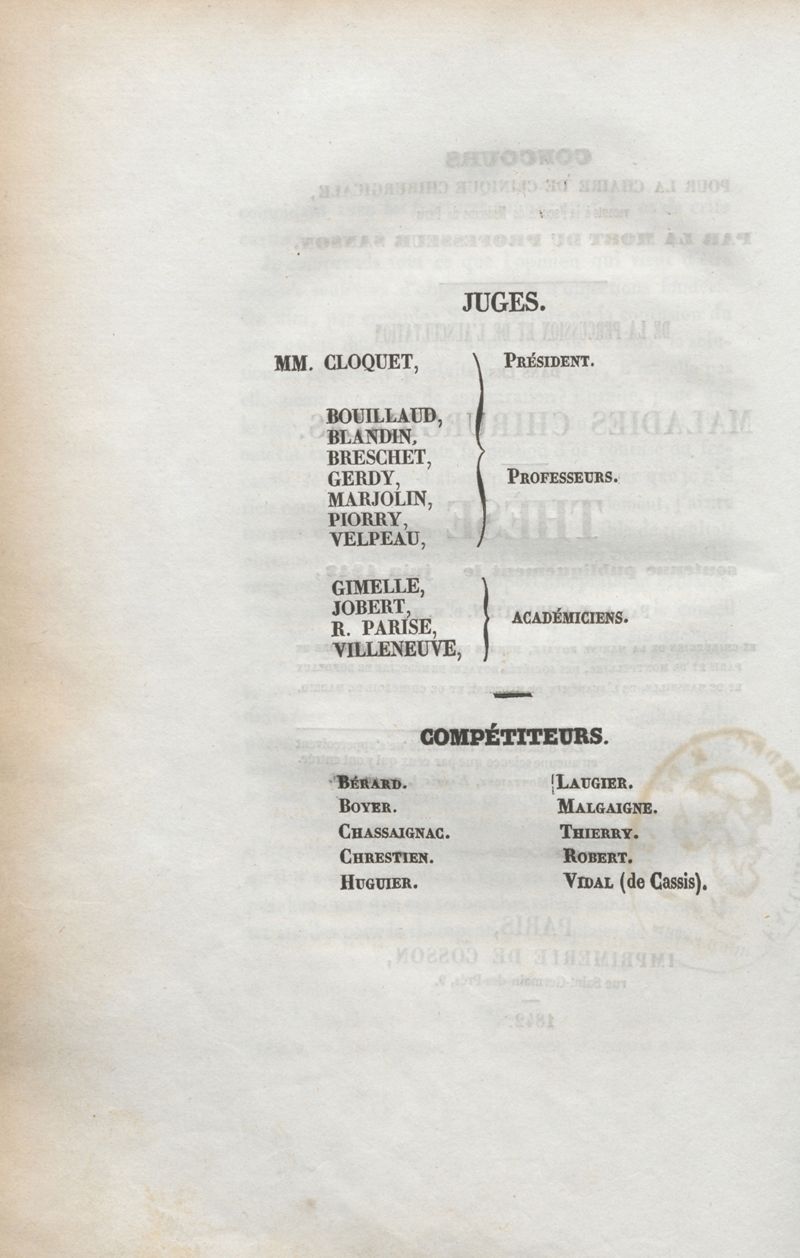 JUGES.
MM. CLOQUET, PRÉSIDENT.
BOUILLAUD,
BLANDIN,
BRESCHET,
GERDY, PROFESSEURS.
MARJOLIN,
PIORRY,
VELPEAU,
GIMELLE,
JOBERT,
R. PARISE, ACADÉMICIENS.
VILLENEUVE,
COMPÉTITEURS.
BÉRARD. LAUGIER.
BOYER. MALGAIGNE.
CHASSAIGNAC. THIERRY.
CHRESTIEN. ROBERT.
HUGUIER. VIDAL (de Cassis).